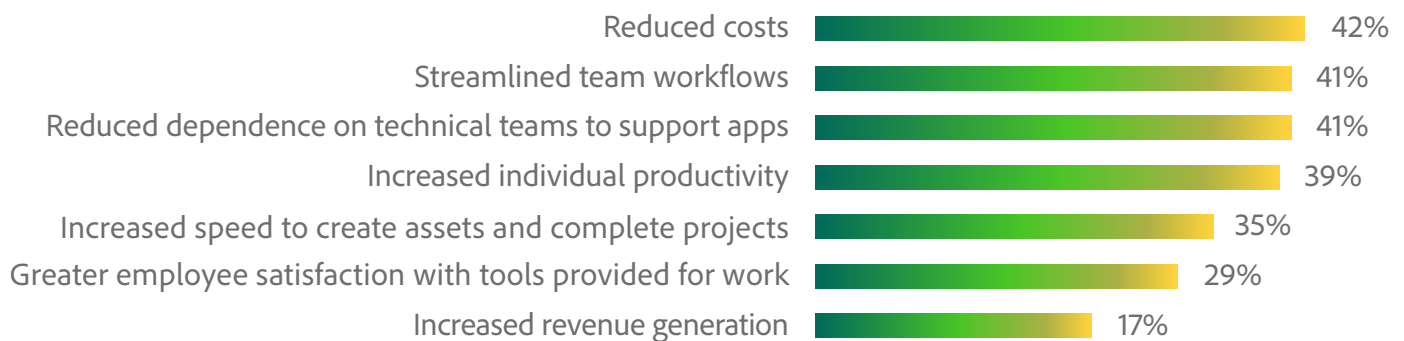 Reduced costs 42%
Streamlined team workflows 41%
Reduced dependence on technical teams to support apps 41%
Increased individual productivity 39%
Increased speed to create assets and complete projects 35%
Greater employee satisfaction with tools provided for work 29%
Increased revenue generation 17%